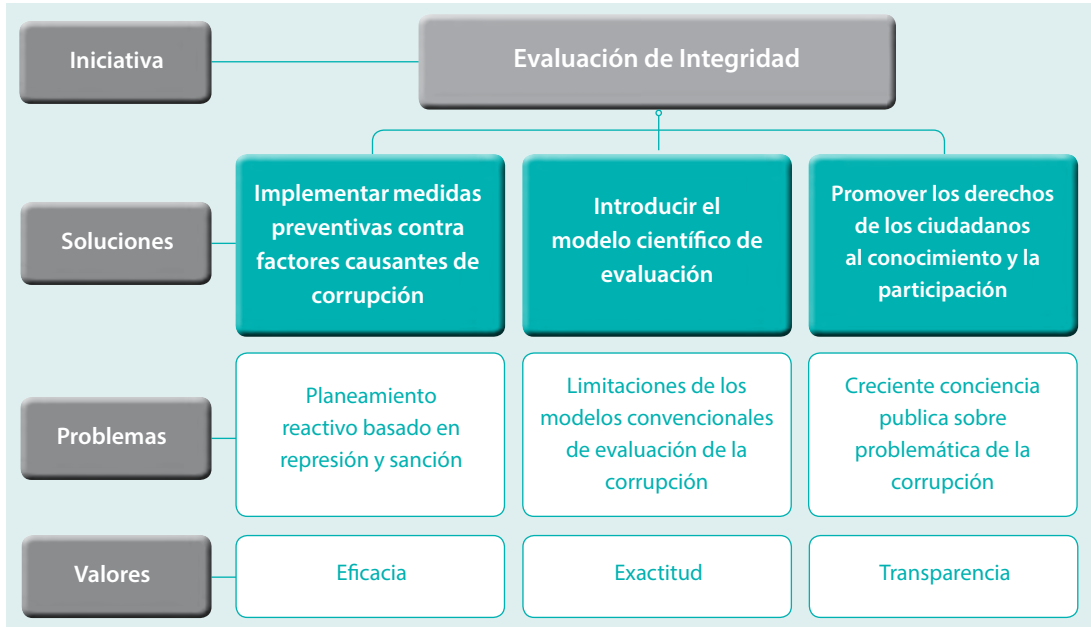 Iniciativa
Evaluación de Integridad
Soluciones
Implementar medidas
preventivas contra
factores causantes de
corrupción
Introducir el
modelo científico de
evaluación
Promover los derechos
de los ciudadanos
al conocimiento y la
participación
Problemas
Planeamiento
reactivo basado en
represión y sanción
Limitaciones de los
modelos convencionales
de evaluación de la
corrupción
Creciente conciencia
publica sobre
problemática de la
corrupción
Valores
Eficacia
Exactitud
Transparencia